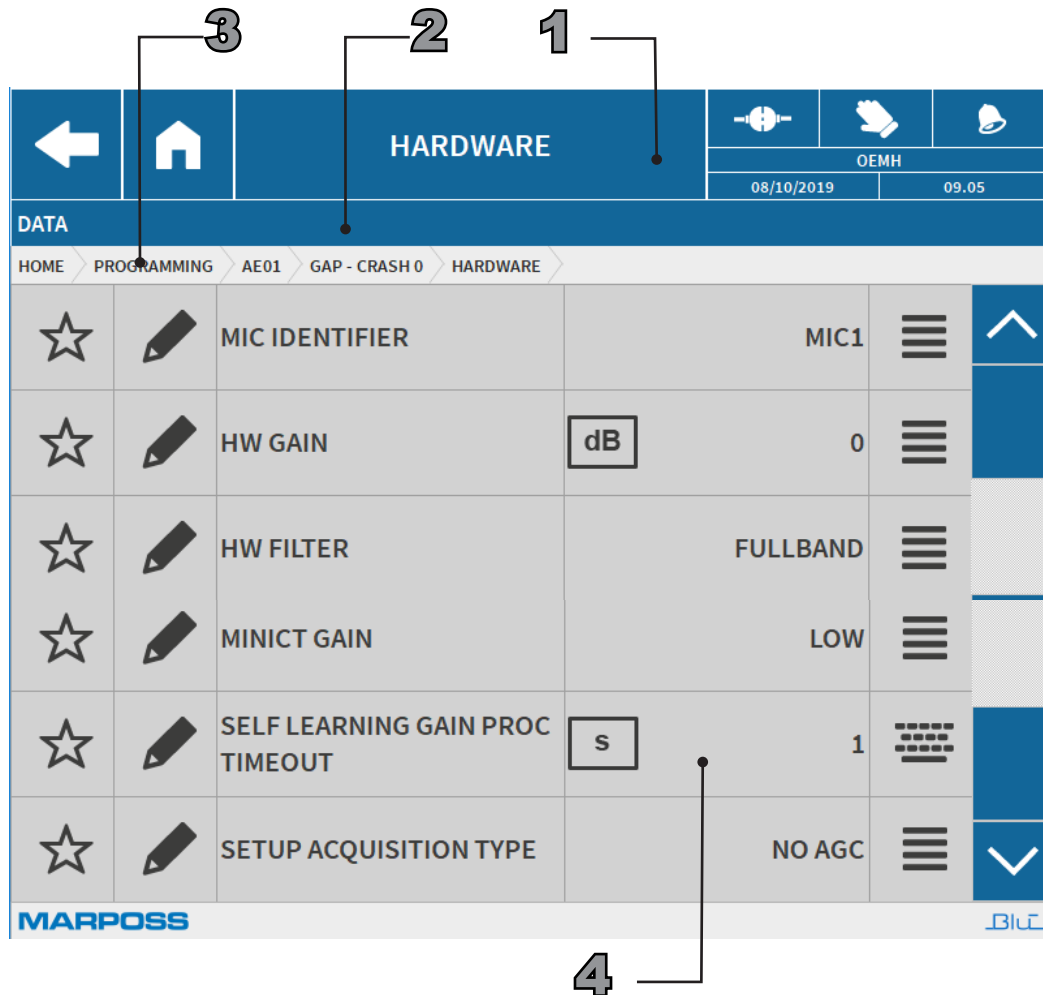 3 2 1
HARDWARE
OEMH
08/10/2019 09.05
DATA
HOME PROGRAMMING AE01 GAP - CRASH 0 HARDWARE
MIC IDENTIFIER MIC1
HW GAIN dB 0
HW FILTER FULLBAND
MINICT GAIN LOW
SELF LEARNING GAIN PROC
TIMEOUT s 1
SETUP ACQUISITION TYPE NO AGC
MARPOSS Blú
4